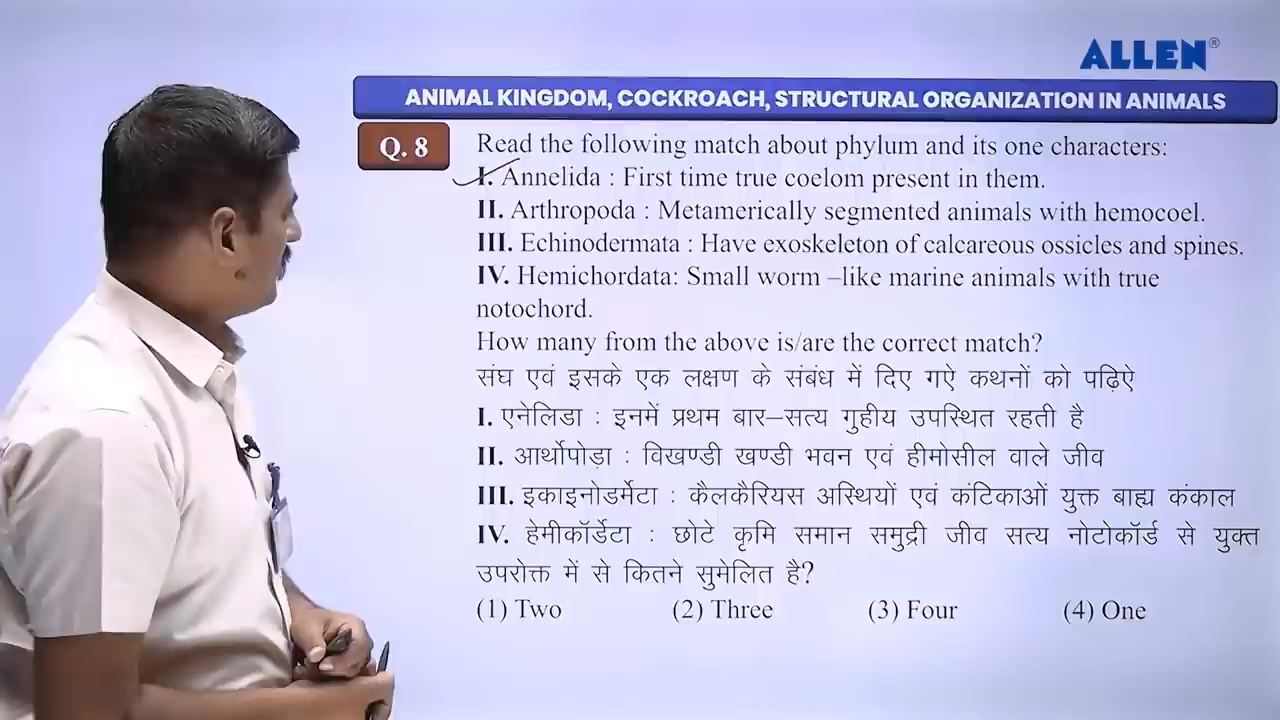 ALLEN®
ANIMAL KINGDOM, COCKROACH, STRUCTURAL ORGANIZATION IN ANIMALS
Q. 8
Read the following match about phylum and its one characters:
I. Annelida : First time true coelom present in them.
II. Arthropoda : Metamerically segmented animals with hemocoel.
III. Echinodermata : Have exoskeleton of calcareous ossicles and spines.
IV. Hemichordata: Small worm –like marine animals with true
notochord.
How many from the above is/are the correct match?
संघ एवं इसके एक लक्षण के संबंध में दिए गऐ कथनों को पढ़िऐ
I. एनेलिडा : इनमें प्रथम बार–सत्य गुहीय उपस्थित रहती है
II. आर्थोपोड़ा : विखण्डी खण्डी भवन एवं हीमोसील वाले जीव
III. इकाइनोडर्मेटा : कैलकैरियस अस्थियों एवं कंटिकाओं युक्त बाह्य कंकाल
IV. हेमीकॉर्डेटा : छोटे कृमि समान समुद्री जीव सत्य नोटोकॉर्ड से युक्त
उपरोक्त में से कितने सुमेलित है?
(1) Two (2) Three (3) Four (4) One